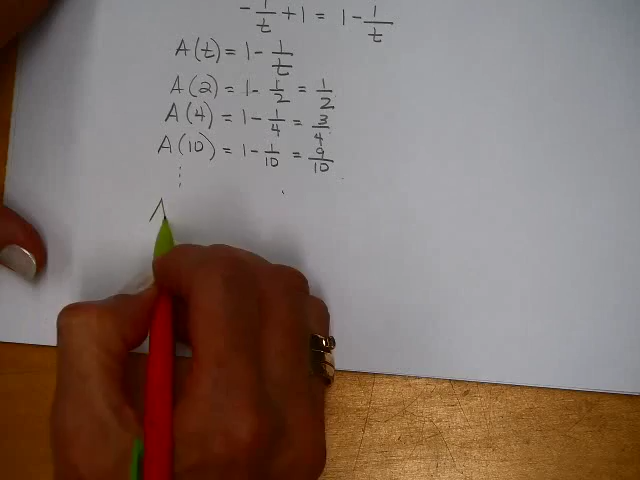 -1/t + 1 = 1 - 1/t
A(t) = 1 - 1/t
A(2) = 1 - 1/2 = 1/2
A(4) = 1 - 1/4 = 3/4
A(10) = 1 - 1/10 = 9/10
⋮
A